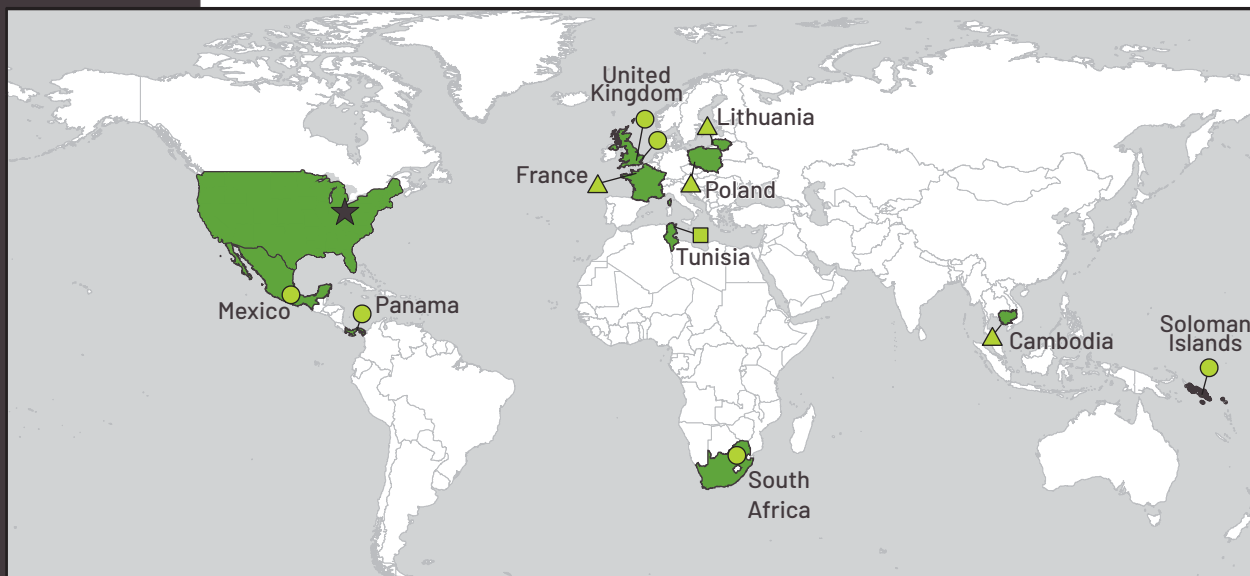 United
Kingdom
Lithuania
France
Poland
Tunisia
Mexico
Panama
Cambodia
Soloman
Islands
South
Africa